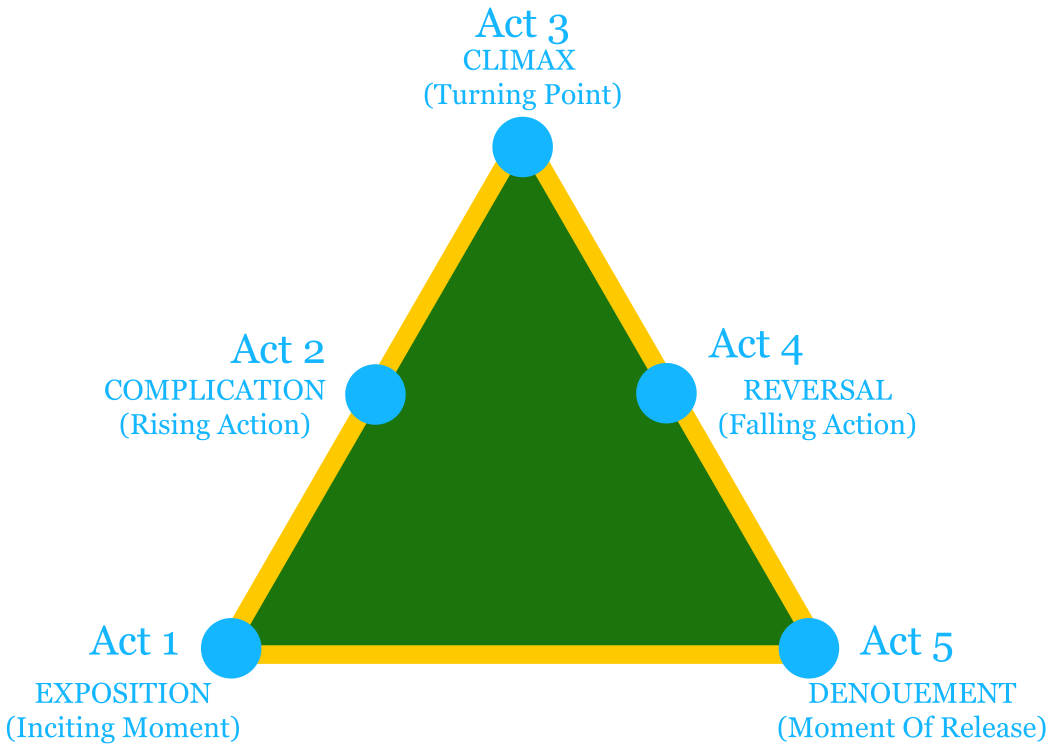 Act 3
CLIMAX
(Turning Point)
Act 2
COMPLICATION
(Rising Action)
Act 4
REVERSAL
(Falling Action)
Act 1
EXPOSITION
(Inciting Moment)
Act 5
DENOUEMENT
(Moment Of Release)